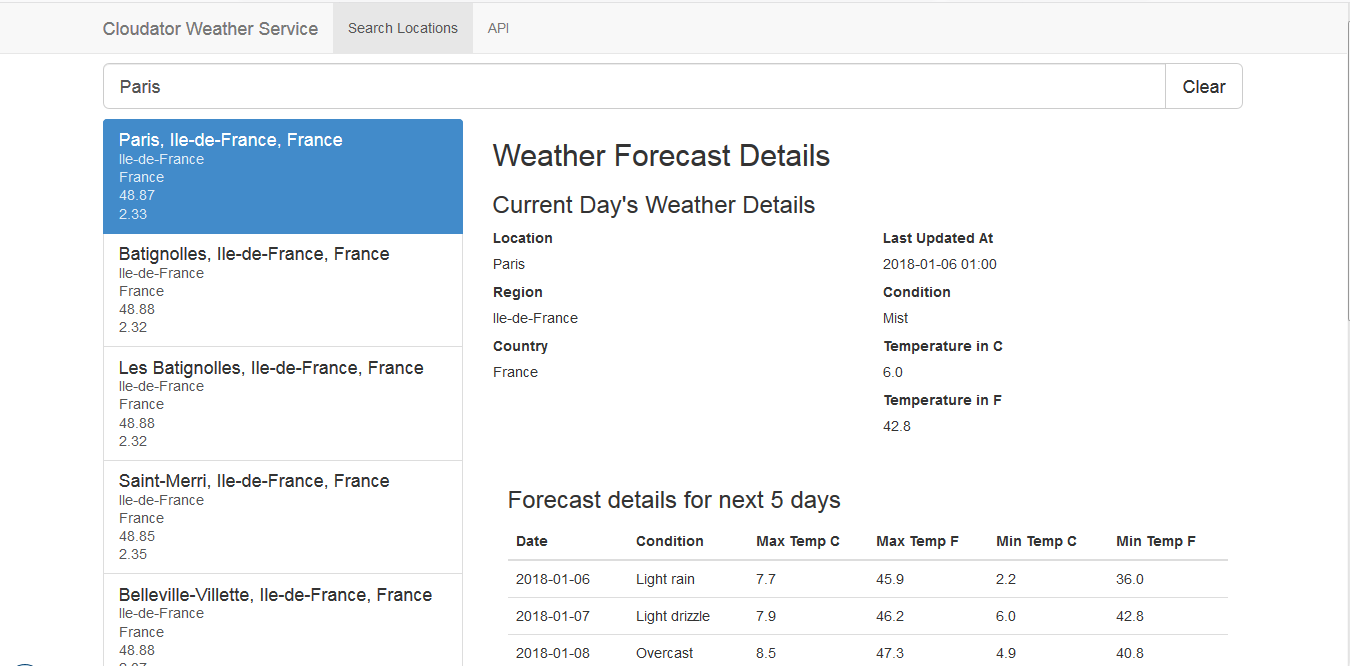 Cloudator Weather Service Search Locations API
Paris Clear
Paris, Ile-de-France, France
Ile-de-France
France
48.87
2.33
Batignolles, Ile-de-France, France
Ile-de-France
France
48.88
2.32
Les Batignolles, Ile-de-France, France
Ile-de-France
France
48.88
2.32
Saint-Merri, Ile-de-France, France
Ile-de-France
France
48.85
2.35
Belleville-Villette, Ile-de-France, France
Ile-de-France
France
48.88
Weather Forecast Details
Current Day's Weather Details
Location
Paris
Region
Ile-de-France
Country
France
Last Updated At
2018-01-06 01:00
Condition
Mist
Temperature in C
6.0
Temperature in F
42.8
Forecast details for next 5 days
Date Condition Max Temp C Max Temp F Min Temp C Min Temp F
2018-01-06 Light rain 7.7 45.9 2.2 36.0
2018-01-07 Light drizzle 7.9 46.2 6.0 42.8
2018-01-08 Overcast 8.5 47.3 4.9 40.8